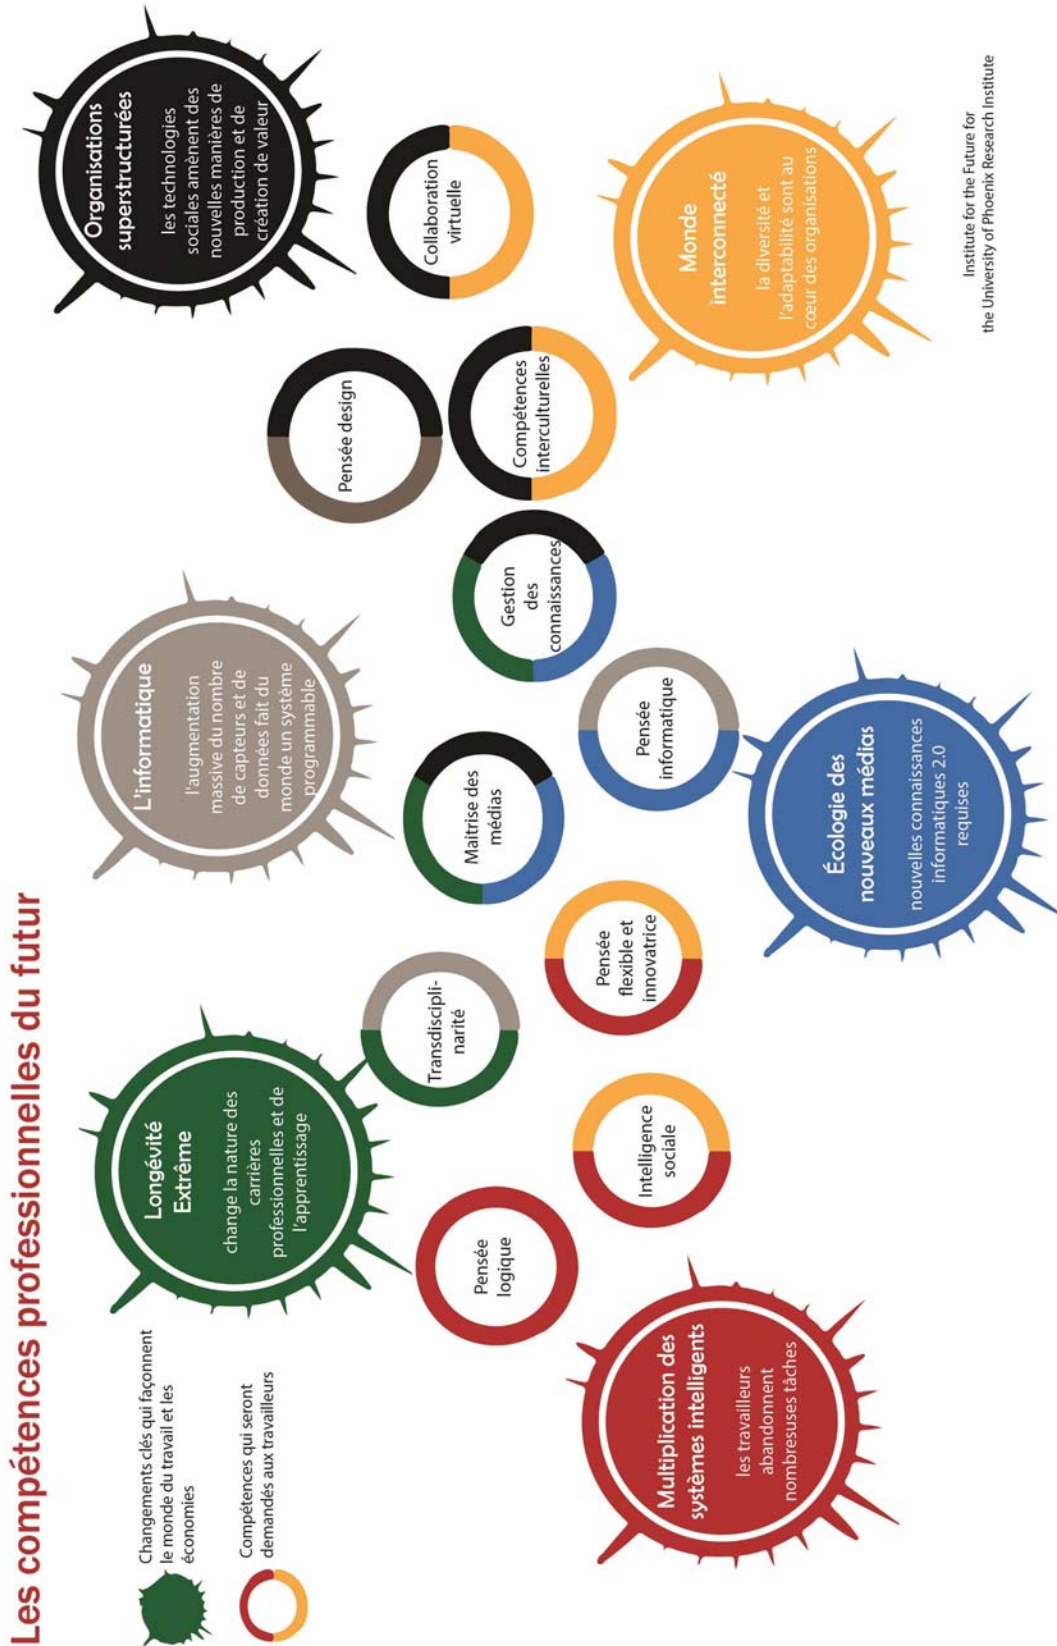 Les compétences professionnelles du futur
Changements clés qui façonnent
le monde du travail et les
économies
Compétences qui seront
demandés aux travailleurs
Longévité
Extrême
change la nature des
carrières
professionnelles et de
l'apprentissage
L'informatique
l'augmentation
massive du nombre
de capteurs et de
données fait du
monde un système
programmable
Organisations
superstructurées
les technologies
sociales amènent des
nouvelles manières de
production et de
création de valeur
Pensée design
Transdiscipli-
narité
Maitrise des
médias
Gestion
des
connaissances
Compétences
interculturelles
Collaboration
virtuelle
Pensée
logique
Intelligence
sociale
Pensée
flexible et
innovatrice
Pensée
informatique
Multiplication des
systèmes intelligents
les travailleurs
abandonnent
nombresuses tâches
Écologie des
nouveaux médias
nouvelles connaissances
informatiques 2.0
requises
Monde
interconnecté
la diversité et
l'adaptabilité sont au
cœur des organisations
Institute for the Future for
the University of Phoenix Research Institute